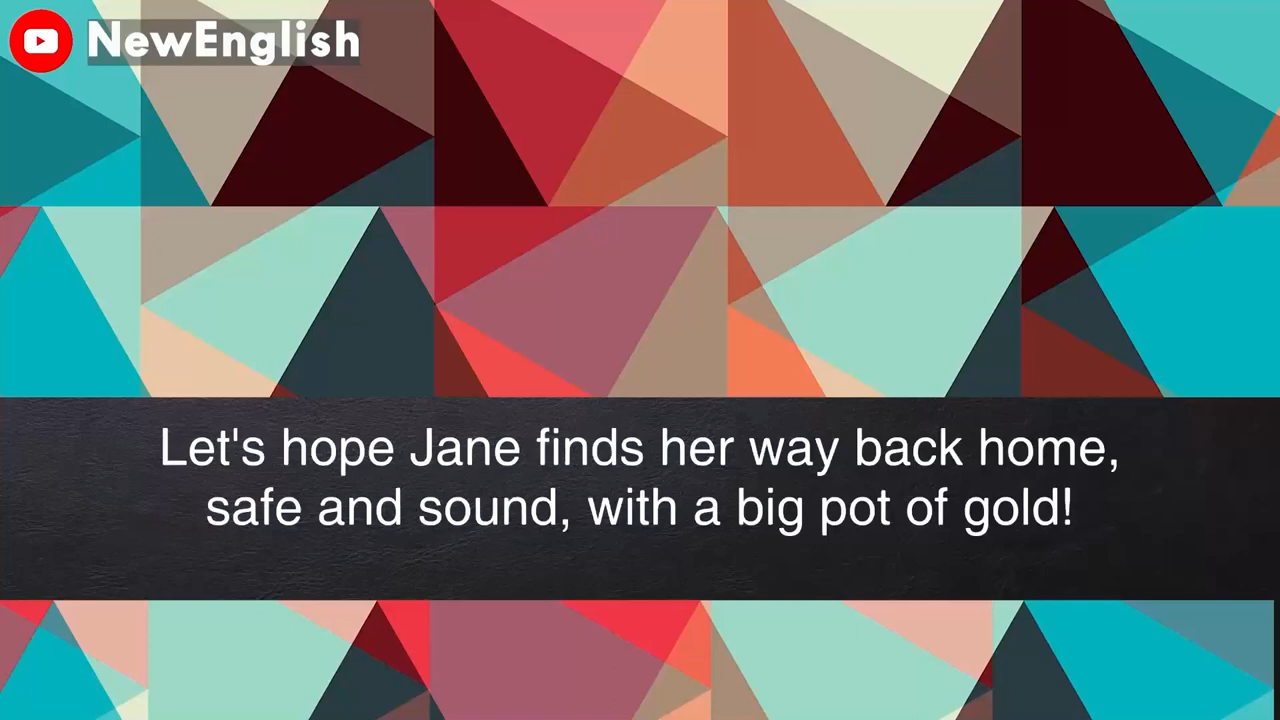 NewEnglish
Let's hope Jane finds her way back home,
safe and sound, with a big pot of gold!